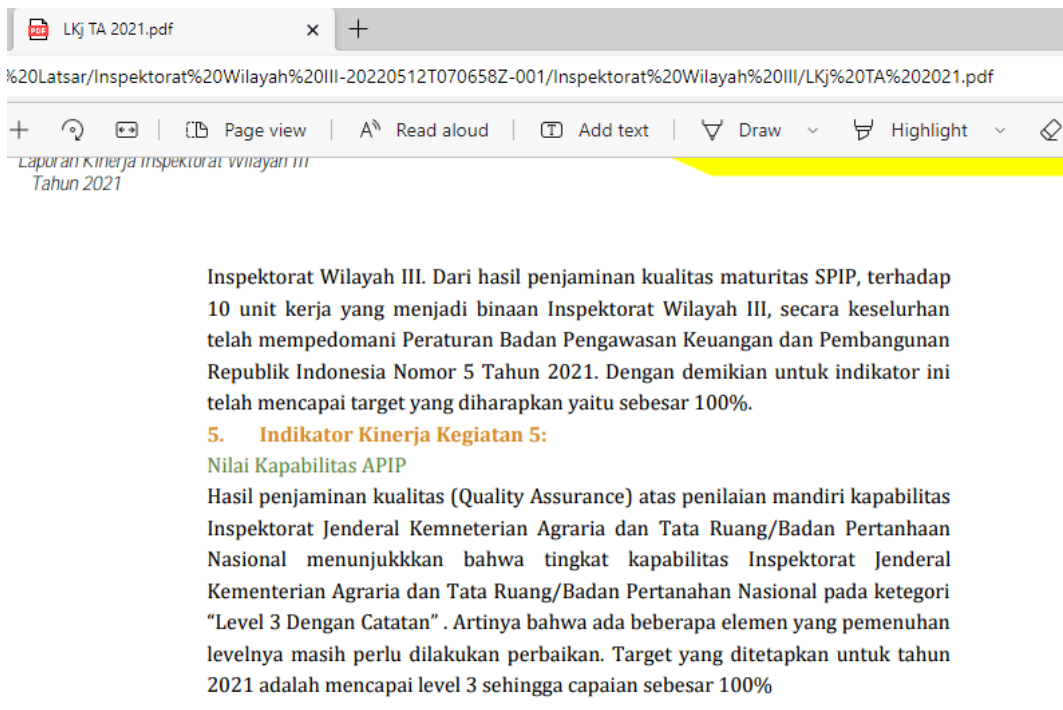 LKj TA 2021.pdf
%20Latsar/Inspektorat%20Wilayah%20III-20220512T070658Z-001/Inspektorat%20Wilayah%20III/LKj%20TA%202021.pdf
Page view | Read aloud | Add text | Draw Highlight
Laporan Kinerja Inspektorat Wilayah III
Tahun 2021
Inspektorat Wilayah III. Dari hasil penjaminan kualitas maturitas SPIP, terhadap
10 unit kerja yang menjadi binaan Inspektorat Wilayah III, secara keselurhan
telah mempedomani Peraturan Badan Pengawasan Keuangan dan Pembangunan
Republik Indonesia Nomor 5 Tahun 2021. Dengan demikian untuk indikator ini
telah mencapai target yang diharapkan yaitu sebesar 100%.
5. Indikator Kinerja Kegiatan 5:
Nilai Kapabilitas APIP
Hasil penjaminan kualitas (Quality Assurance) atas penilaian mandiri kapabilitas
Inspektorat Jenderal Kemneterian Agraria dan Tata Ruang/Badan Pertanhaan
Nasional menunjukkkan bahwa tingkat kapabilitas Inspektorat Jenderal
Kementerian Agraria dan Tata Ruang/Badan Pertanahan Nasional pada ketegori
“Level 3 Dengan Catatan” . Artinya bahwa ada beberapa elemen yang pemenuhan
levelnya masih perlu dilakukan perbaikan. Target yang ditetapkan untuk tahun
2021 adalah mencapai level 3 sehingga capaian sebesar 100%